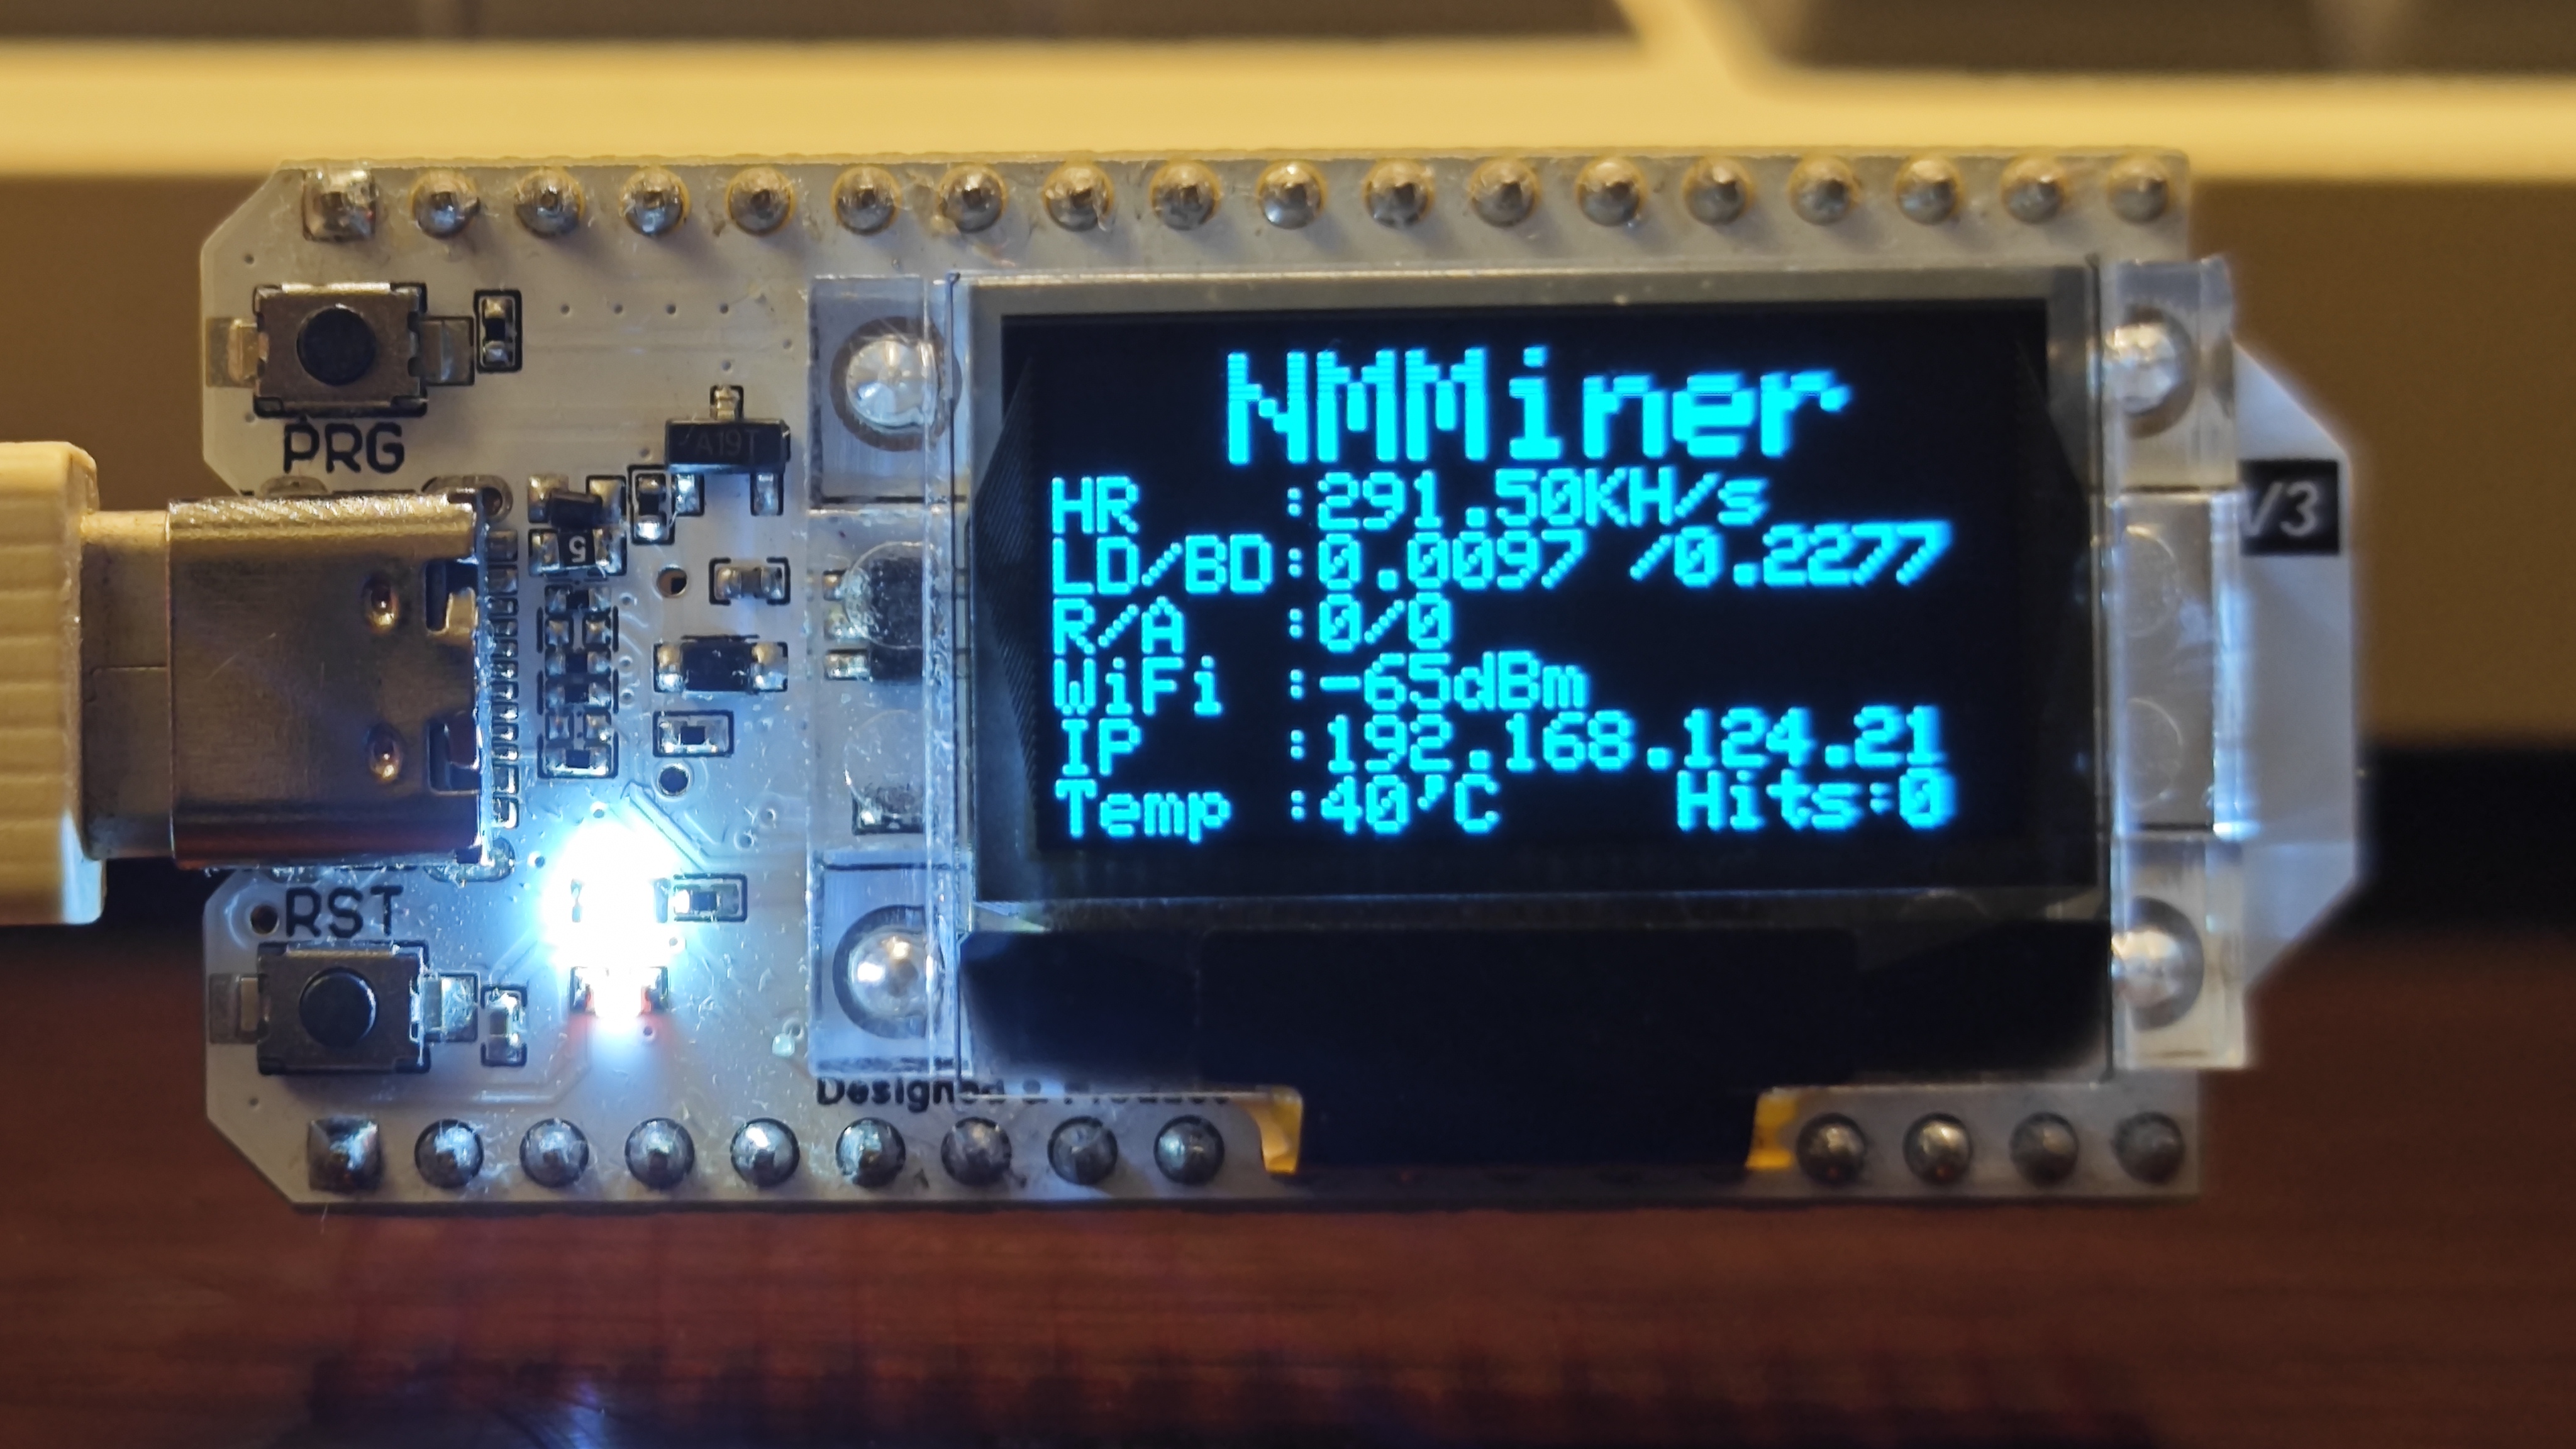 PRG
A19T
5
RST
NMMiner
HR :291.50KH/s
LD/BD:0.0097 /0.2277
R/A :0/0
WiFi :-65dBm
IP :192.168.124.21
Temp :40'C Hits:0
V3
Designed &